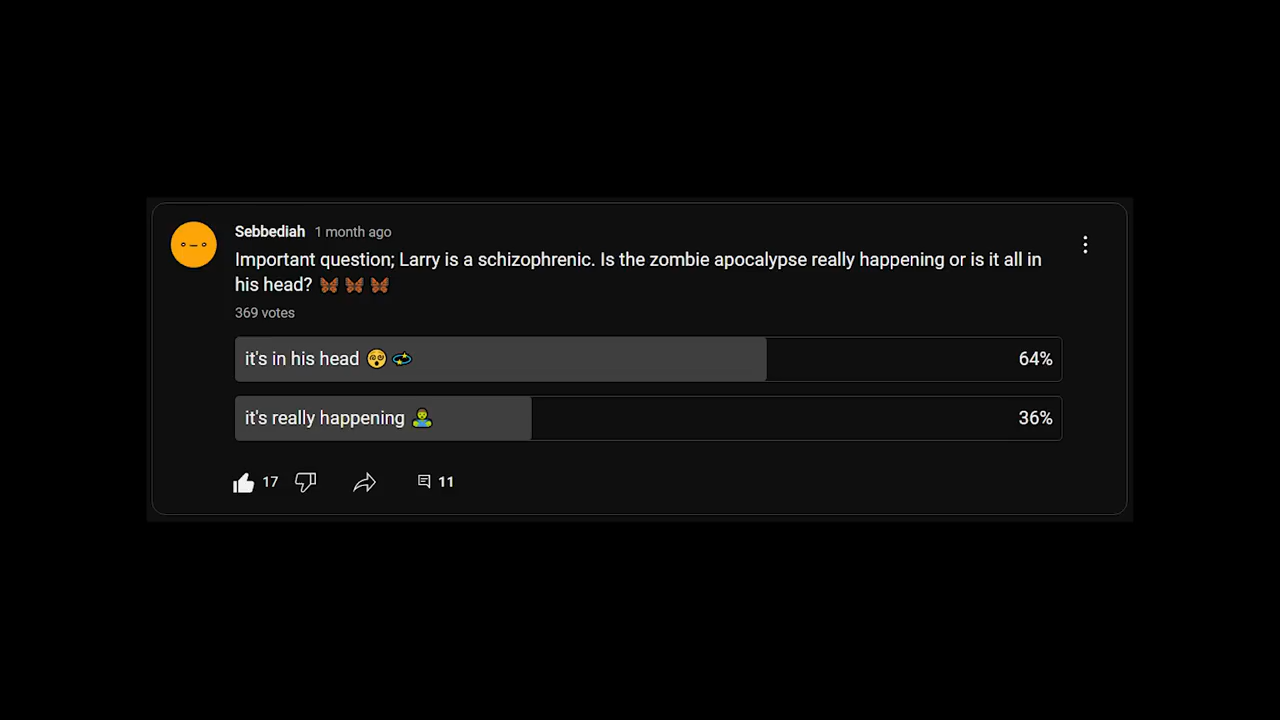 Sebbediah 1 month ago
Important question; Larry is a schizophrenic. Is the zombie apocalypse really happening or is it all in
his head? 🦋 🦋 🦋
369 votes
it's in his head 😵‍💫 💫 64%
it's really happening 🧟‍♂️ 36%
17 11